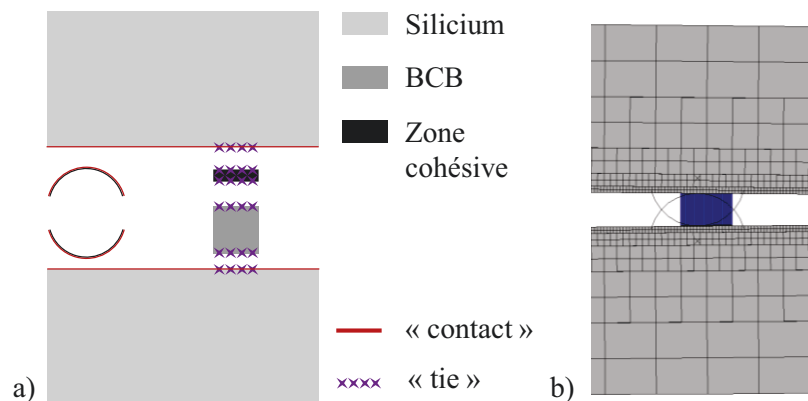 Silicium
BCB
Zone
cohésive
« contact »
« tie »
a)
b)